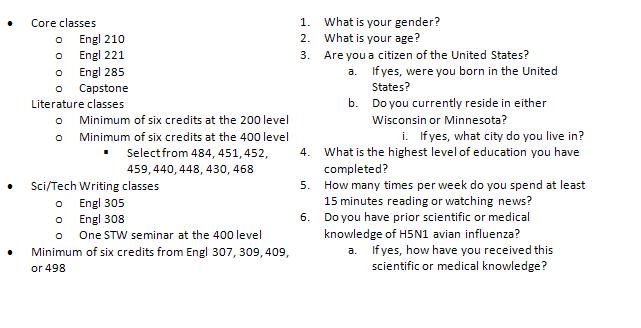 • Core classes
o Engl 210
o Engl 221
o Engl 285
o Capstone
Literature classes
o Minimum of six credits at the 200 level
o Minimum of six credits at the 400 level
▪ Select from 484, 451, 452,
459, 440, 448, 430, 468
• Sci/Tech Writing classes
o Engl 305
o Engl 308
o One STW seminar at the 400 level
• Minimum of six credits from Engl 307, 309, 409,
or 498
1. What is your gender?
2. What is your age?
3. Are you a citizen of the United States?
a. If yes, were you born in the United
States?
b. Do you currently reside in either
Wisconsin or Minnesota?
i. If yes, what city do you live in?
4. What is the highest level of education you have
completed?
5. How many times per week do you spend at least
15 minutes reading or watching news?
6. Do you have prior scientific or medical
knowledge of H5N1 avian influenza?
a. If yes, how have you received this
scientific or medical knowledge?